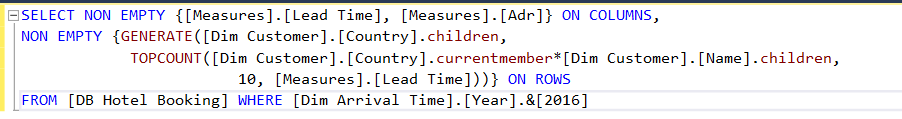 SELECT NON EMPTY {[Measures].[Lead Time], [Measures].[Adr]} ON COLUMNS,
NON EMPTY {GENERATE([Dim Customer].[Country].children,
TOPCOUNT([Dim Customer].[Country].currentmember*[Dim Customer].[Name].children,
10, [Measures].[Lead Time]))} ON ROWS
FROM [DB Hotel Booking] WHERE [Dim Arrival Time].[Year].&[2016]